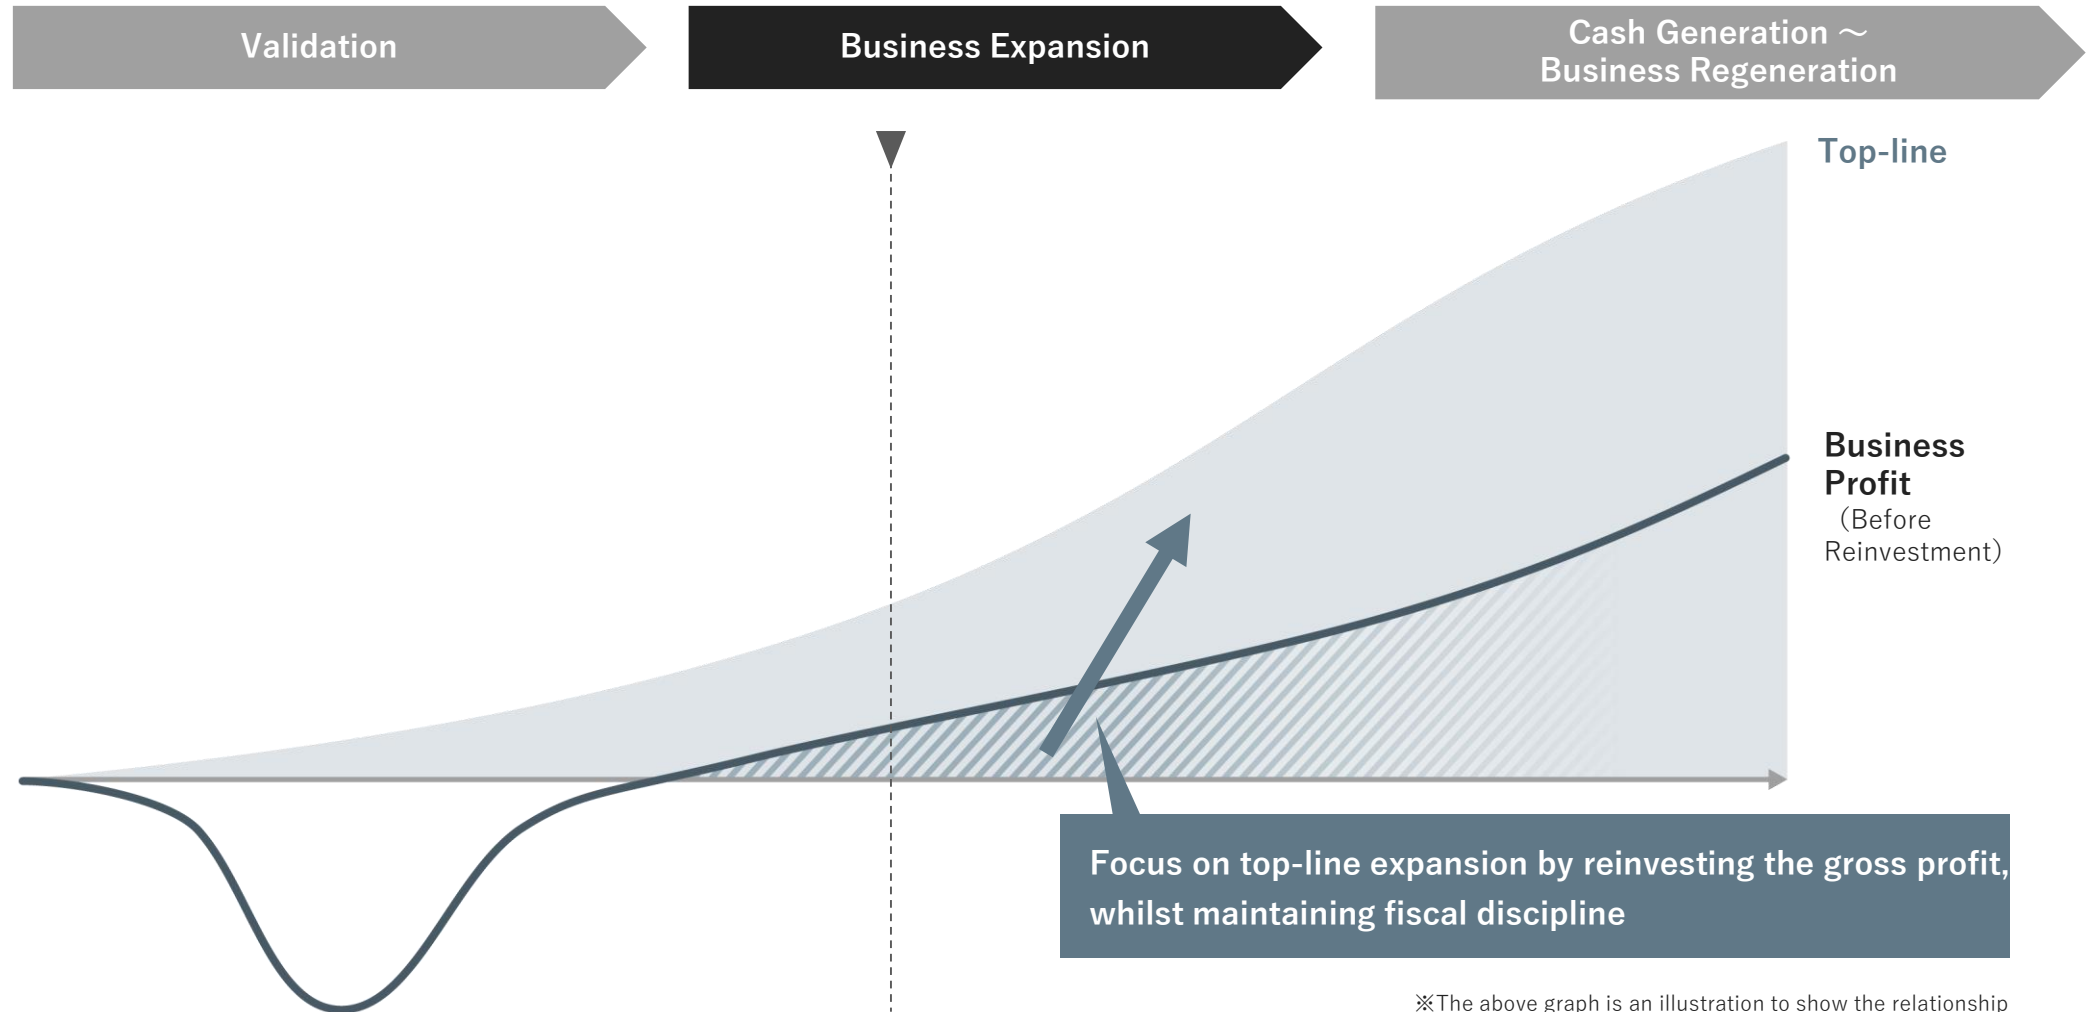 Validation
Business Expansion
Cash Generation ～
Business Regeneration
Top-line
Business
Profit
（Before
Reinvestment）
Focus on top-line expansion by reinvesting the gross profit,
whilst maintaining fiscal discipline
※The above graph is an illustration to show the relationship